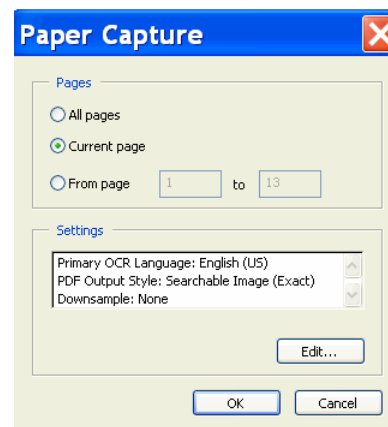 Paper Capture
Pages
All pages
Current page
From page 1 to 13
Settings
Primary OCR Language: English (US)
PDF Output Style: Searchable Image (Exact)
Downsample: None
Edit...
OK Cancel